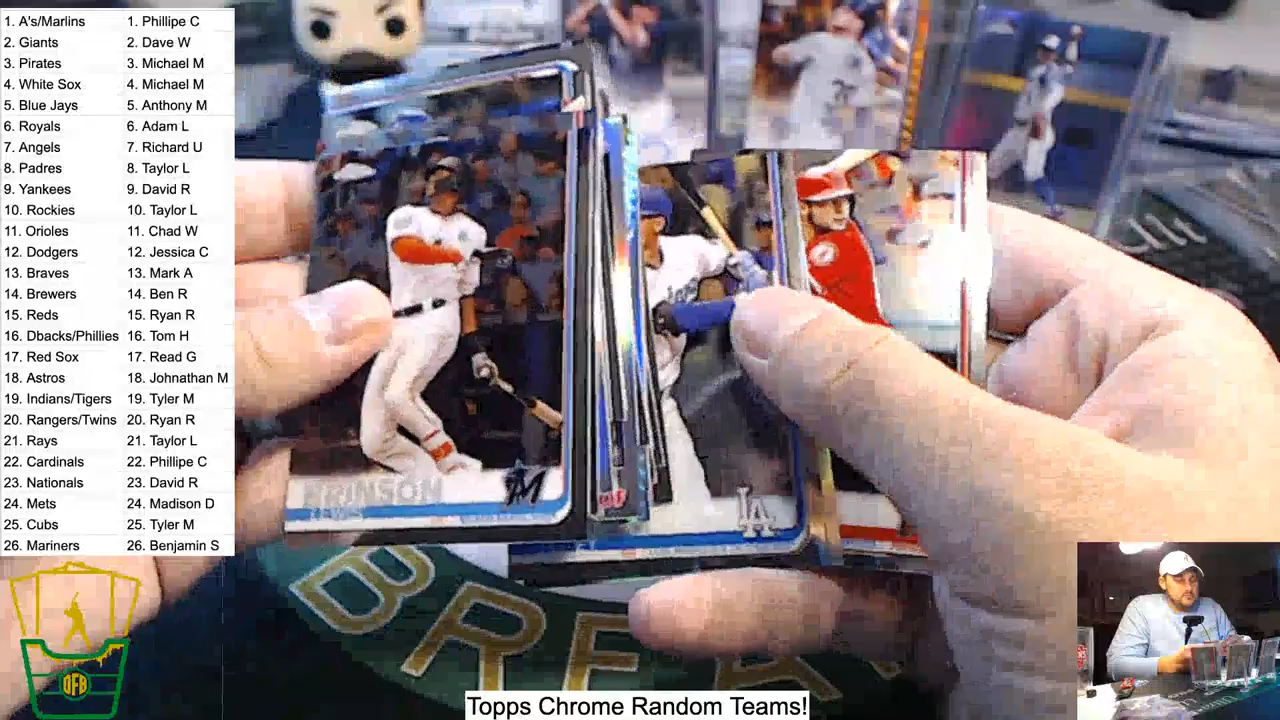 1. A's/Marlins 1. Phillipe C
2. Giants 2. Dave W
3. Pirates 3. Michael M
4. White Sox 4. Michael M
5. Blue Jays 5. Anthony M
6. Royals 6. Adam L
7. Angels 7. Richard U
8. Padres 8. Taylor L
9. Yankees 9. David R
10. Rockies 10. Taylor L
11. Orioles 11. Chad W
12. Dodgers 12. Jessica C
13. Braves 13. Mark A
14. Brewers 14. Ben R
15. Reds 15. Ryan R
16. Dbacks/Phillies 16. Tom H
17. Red Sox 17. Read G
18. Astros 18. Johnathan M
19. Indians/Tigers 19. Tyler M
20. Rangers/Twins 20. Ryan R
21. Rays 21. Taylor L
22. Cardinals 22. Phillipe C
23. Nationals 23. David R
24. Mets 24. Madison D
25. Cubs 25. Tyler M
26. Mariners 26. Benjamin S
BRINSON
LEWIS
M
LA
BREAK
OFB
Topps Chrome Random Teams!